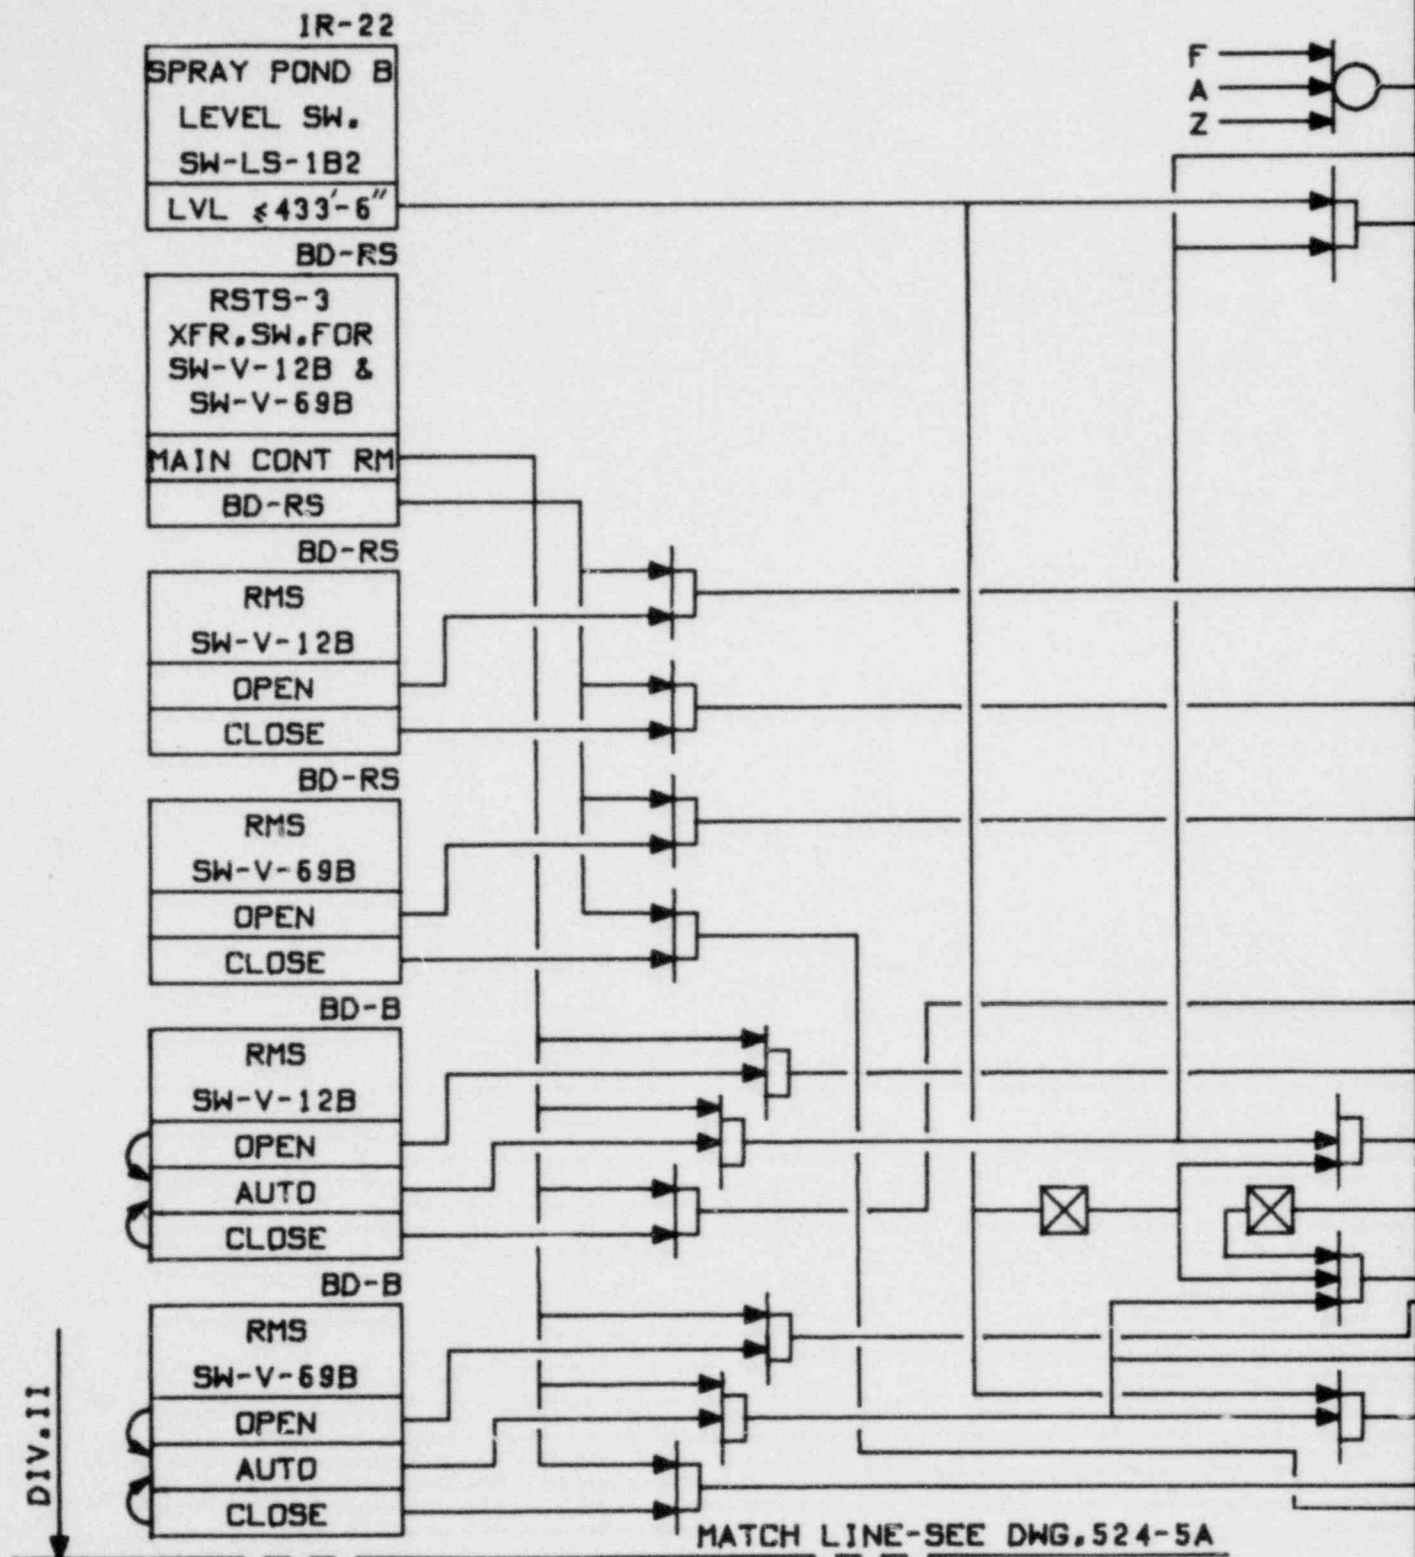 IR-22
SPRAY POND B
LEVEL SW.
SW-LS-1B2
LVL ≤433'-6"
F
A
Z
BD-RS
RSTS-3
XFR.SW.FOR
SW-V-12B &
SW-V-69B
MAIN CONT RM
BD-RS
BD-RS
RMS
SW-V-12B
OPEN
CLOSE
BD-RS
RMS
SW-V-69B
OPEN
CLOSE
BD-B
RMS
SW-V-12B
OPEN
AUTO
CLOSE
BD-B
RMS
SW-V-69B
OPEN
AUTO
CLOSE
DIV.II
MATCH LINE-SEE DWG.524-5A